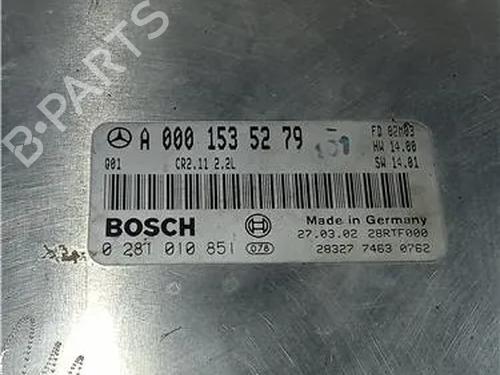 A 000 153 52 79
FD 02M03
HW 14.00
Q01 CR2.11 2.2L
SW 14.01
BOSCH
Made in Germany
0 281 010 851 078
27.03.02 28RTF000
28327 7463 0762
B-PARTS